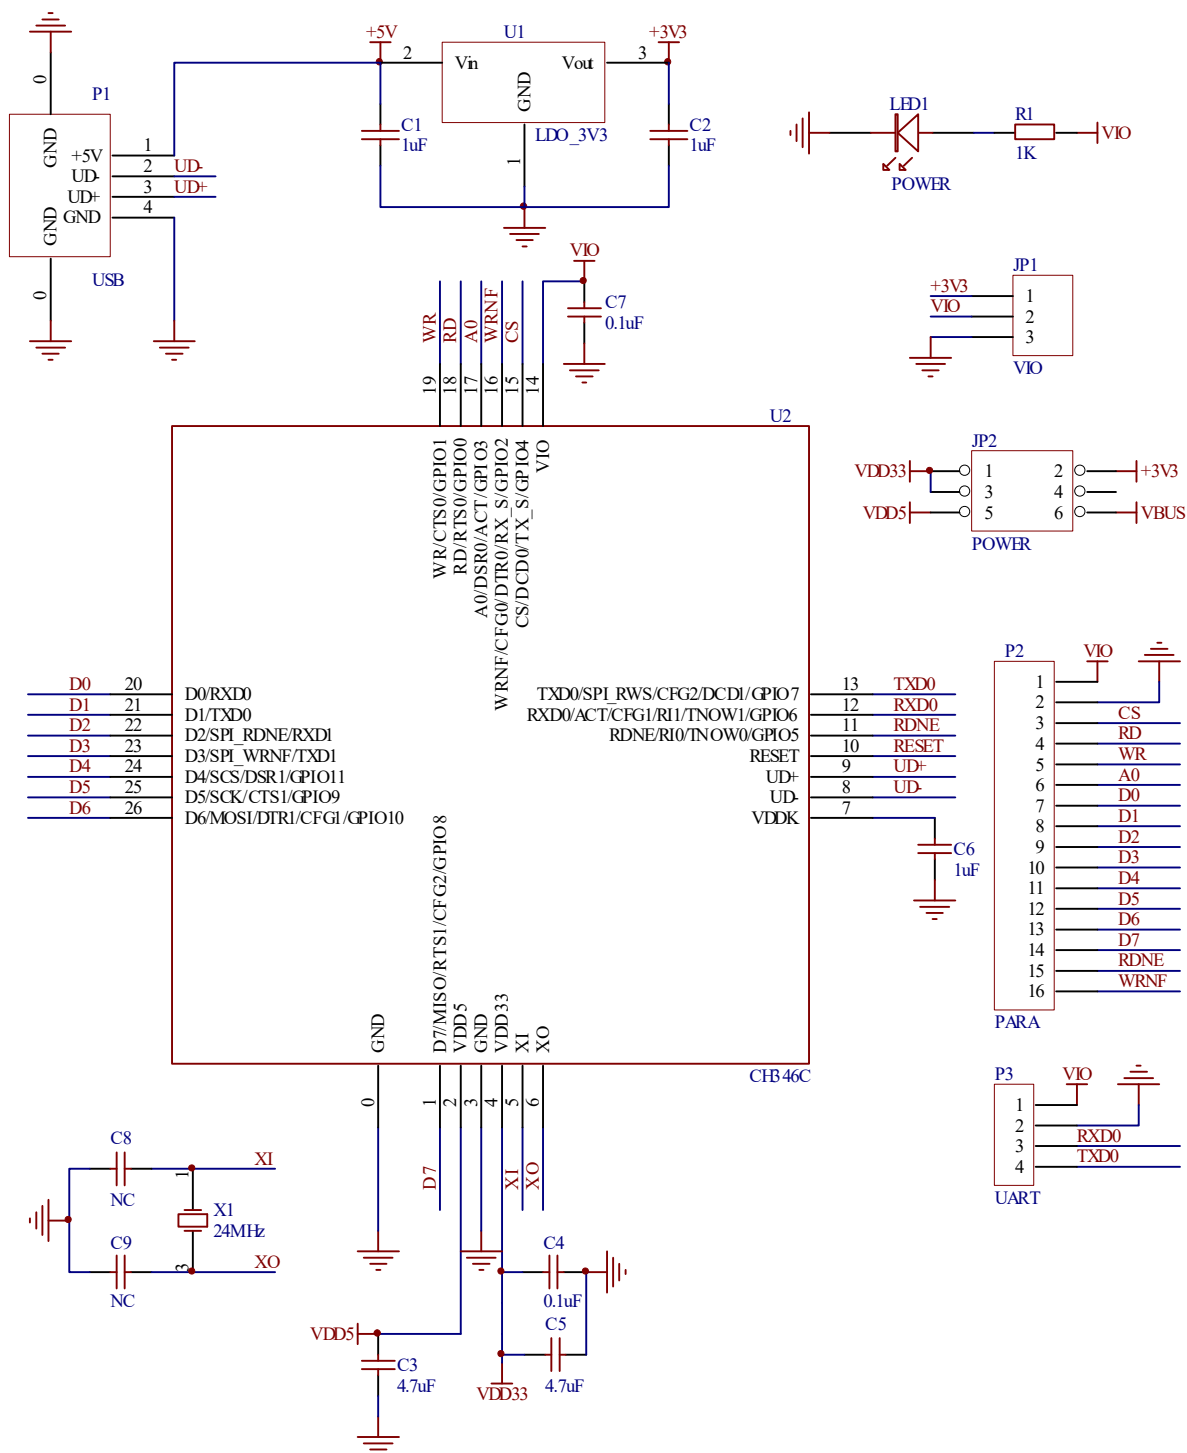 0
GND
GND
0
P1
+5V
UD-
UD+
GND
1
2
3
4
UD-
UD+
USB
+5V
2
U1
Vin
Vout
GND
1
LDO_3V3
3
+3V3
C1
1uF
C2
1uF
LED1
POWER
R1
1K
VIO
JP1
+3V3
VIO
1
2
3
VIO
VIO
C7
0.1uF
WR
RD
A0
WRNF
CS
19
18
17
16
15
14
U2
WR/CTS0/GPIO1
RD/RTS0/GPIO0
A0/DSR0/ACT/GPIO3
WRNF/CFG0/DTR0/RX_S/GPIO2
CS/DCD0/TX_S/GPIO4
VIO
JP2
VDD33
VDD5
1
3
5
2
4
6
+3V3
VBUS
POWER
D0 20 D0/RXD0
D1 21 D1/TXD0
D2 22 D2/SPI_RDNE/RXD1
D3 23 D3/SPI_WRNF/TXD1
D4 24 D4/SCS/DSR1/GPIO11
D5 25 D5/SCK/CTS1/GPIO9
D6 26 D6/MOSI/DTR1/CFG1/GPIO10
TXD0/SPI_RWS/CFG2/DCD1/GPIO7 13 TXD0
RXD0/ACT/CFG1/RI1/TNOW1/GPIO6 12 RXD0
RDNE/RI0/TNOW0/GPIO5 11 RDNE
RESET 10 RESET
UD+ 9 UD+
UD- 8 UD-
VDDK 7
C6
1uF
GND
D7/MISO/RTS1/CFG2/GPIO8
VDD5
GND
VDD33
XI
XO
CH346C
0
1
2
3
4
5
6
D7
XI
XO
P2
VIO
1
2
3 CS
4 RD
5 WR
6 A0
7 D0
8 D1
9 D2
10 D3
11 D4
12 D5
13 D6
14 D7
15 RDNE
16 WRNF
PARA
P3
VIO
1
2
3 RXD0
4 TXD0
UART
C8
NC
XI
1
X1
24MHz
C9
NC
3
XO
C4
0.1uF
C5
4.7uF
VDD33
VDD5
C3
4.7uF